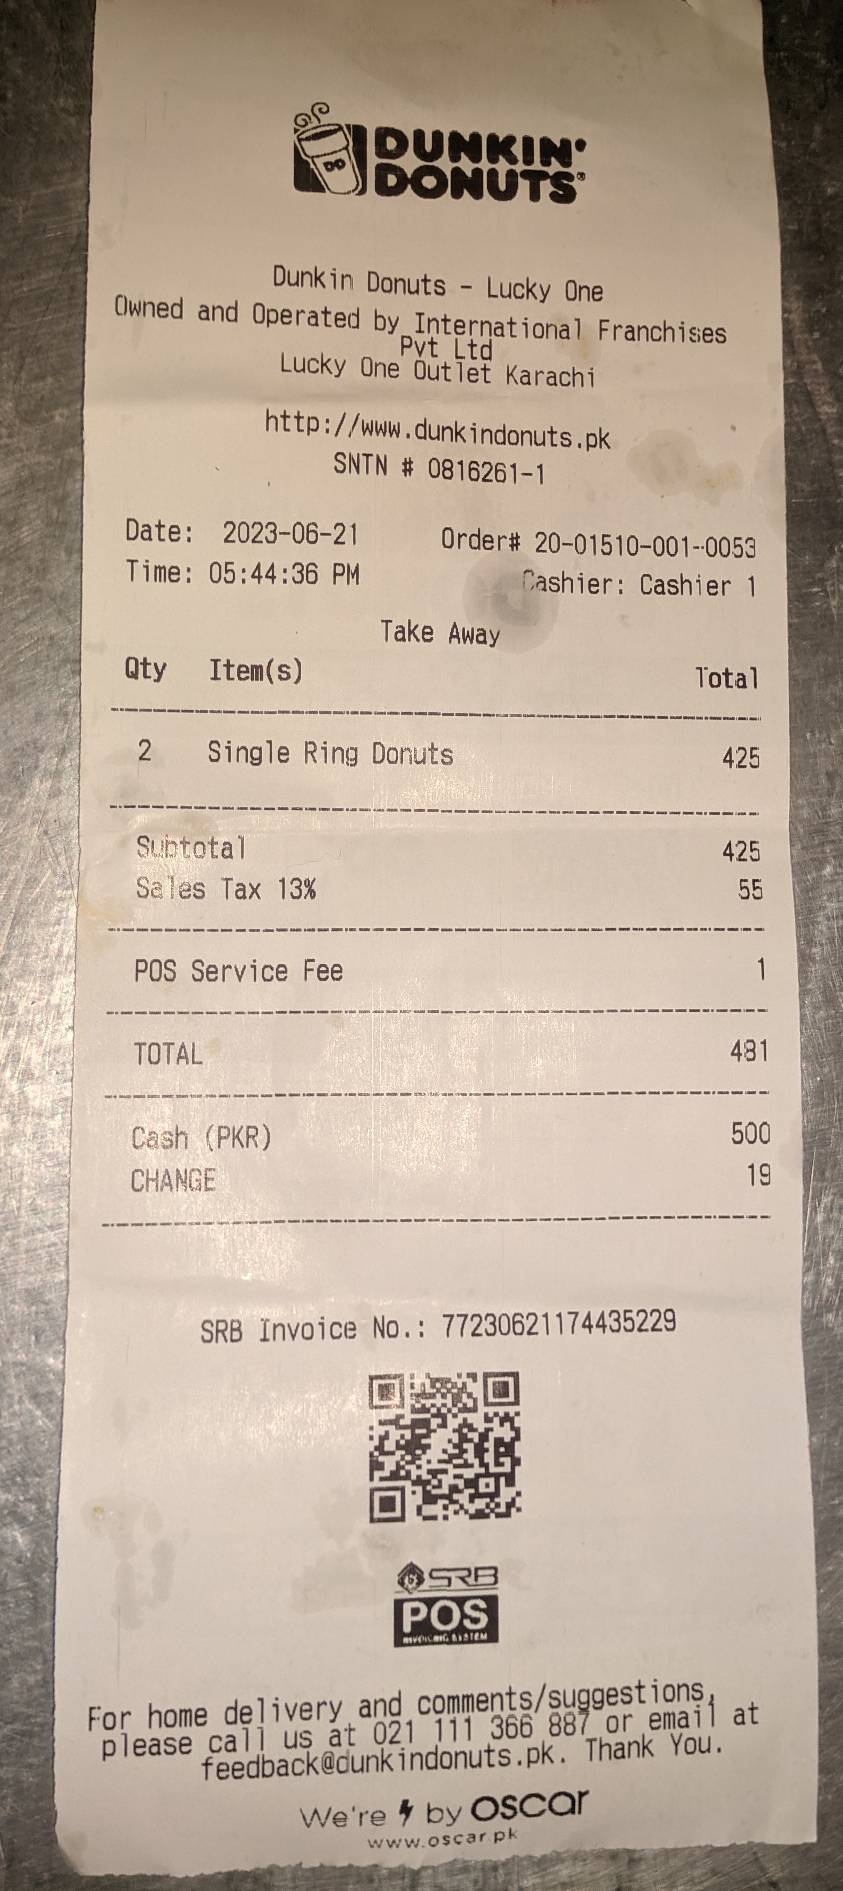 DUNKIN'
DONUTS®
Dunkin Donuts - Lucky One
Owned and Operated by International Franchises
Pvt Ltd
Lucky One Outlet Karachi
http://www.dunkindonuts.pk
SNTN # 0816261-1
Date: 2023-06-21 Order# 20-01510-001-0053
Time: 05:44:36 PM Cashier: Cashier 1
Take Away
Qty Item(s) Total
2 Single Ring Donuts 425
Subtotal 425
Sales Tax 13% 55
POS Service Fee 1
TOTAL 481
Cash (PKR) 500
CHANGE 19
SRB Invoice No.: 77230621174435229
SRB
POS
INVOICING SYSTEM
For home delivery and comments/suggestions,
please call us at 021 111 366 887 or email at
feedback@dunkindonuts.pk. Thank You.
We're by oscar
www.oscar.pk